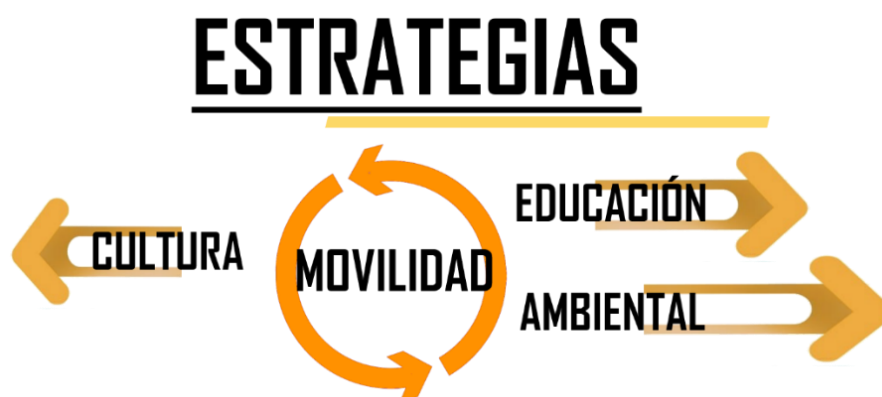 ESTRATEGIAS
CULTURA
MOVILIDAD
EDUCACIÓN
AMBIENTAL